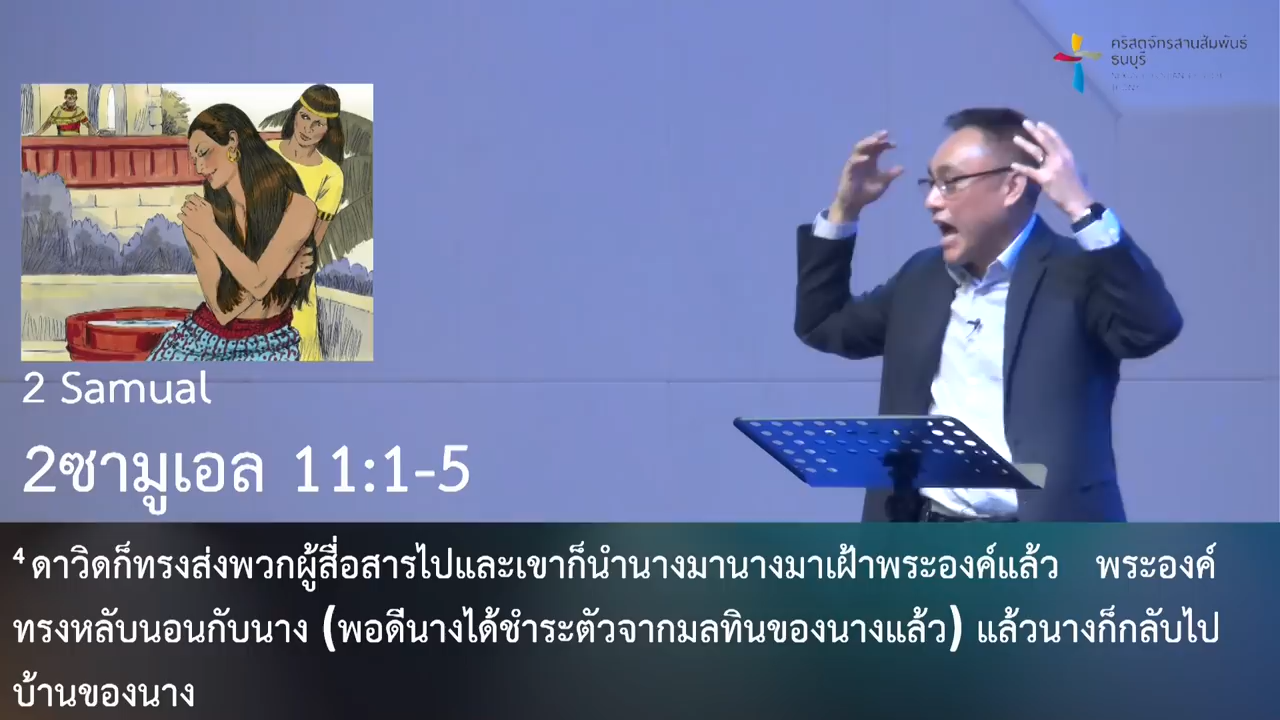 คริสตจักรสานสัมพันธ์
ธนบุรี
2 Samual
2ซามูเอล 11:1-5
4 ดาวิดก็ทรงส่งพวกผู้สื่อสารไปและเขาก็นำนางมานางมาเฝ้าพระองค์แล้ว พระองค์
ทรงหลับนอนกับนาง (พอดีนางได้ชำระตัวจากมลทินของนางแล้ว) แล้วนางก็กลับไป
บ้านของนาง